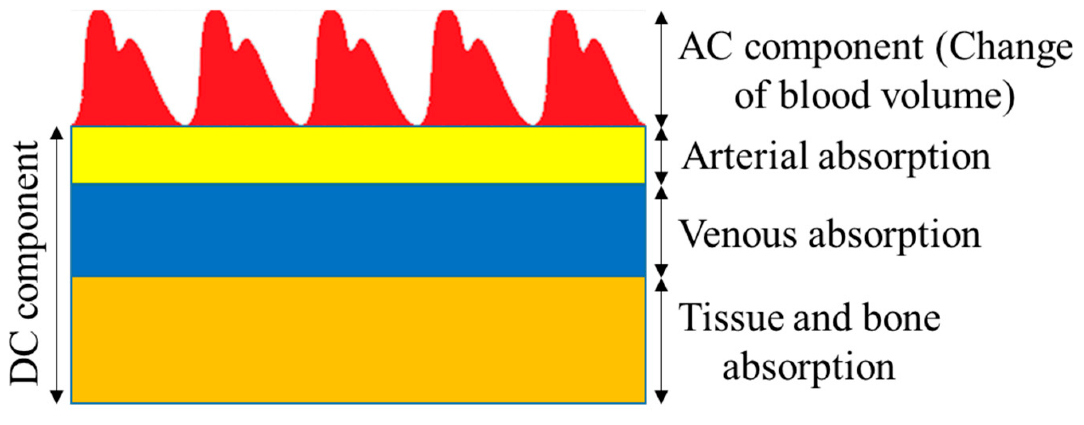 AC component (Change
of blood volume)
Arterial absorption
Venous absorption
Tissue and bone
absorption
DC component